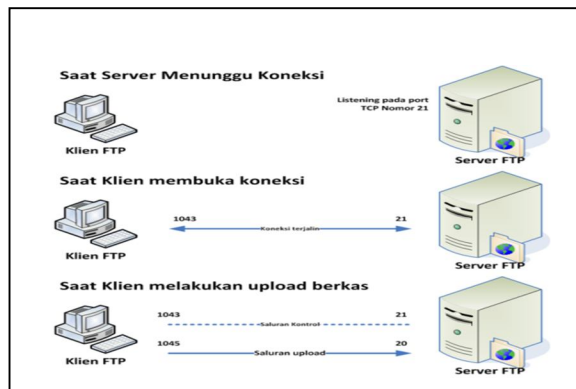 Saat Server Menunggu Koneksi
Listening pada port
TCP Nomor 21
Klien FTP
Server FTP
Saat Klien membuka koneksi
1043
21
Koneksi terjalin
Klien FTP
Server FTP
Saat Klien melakukan upload berkas
1043
21
Saluran Kontrol
1045
20
Saluran upload
Klien FTP
Server FTP